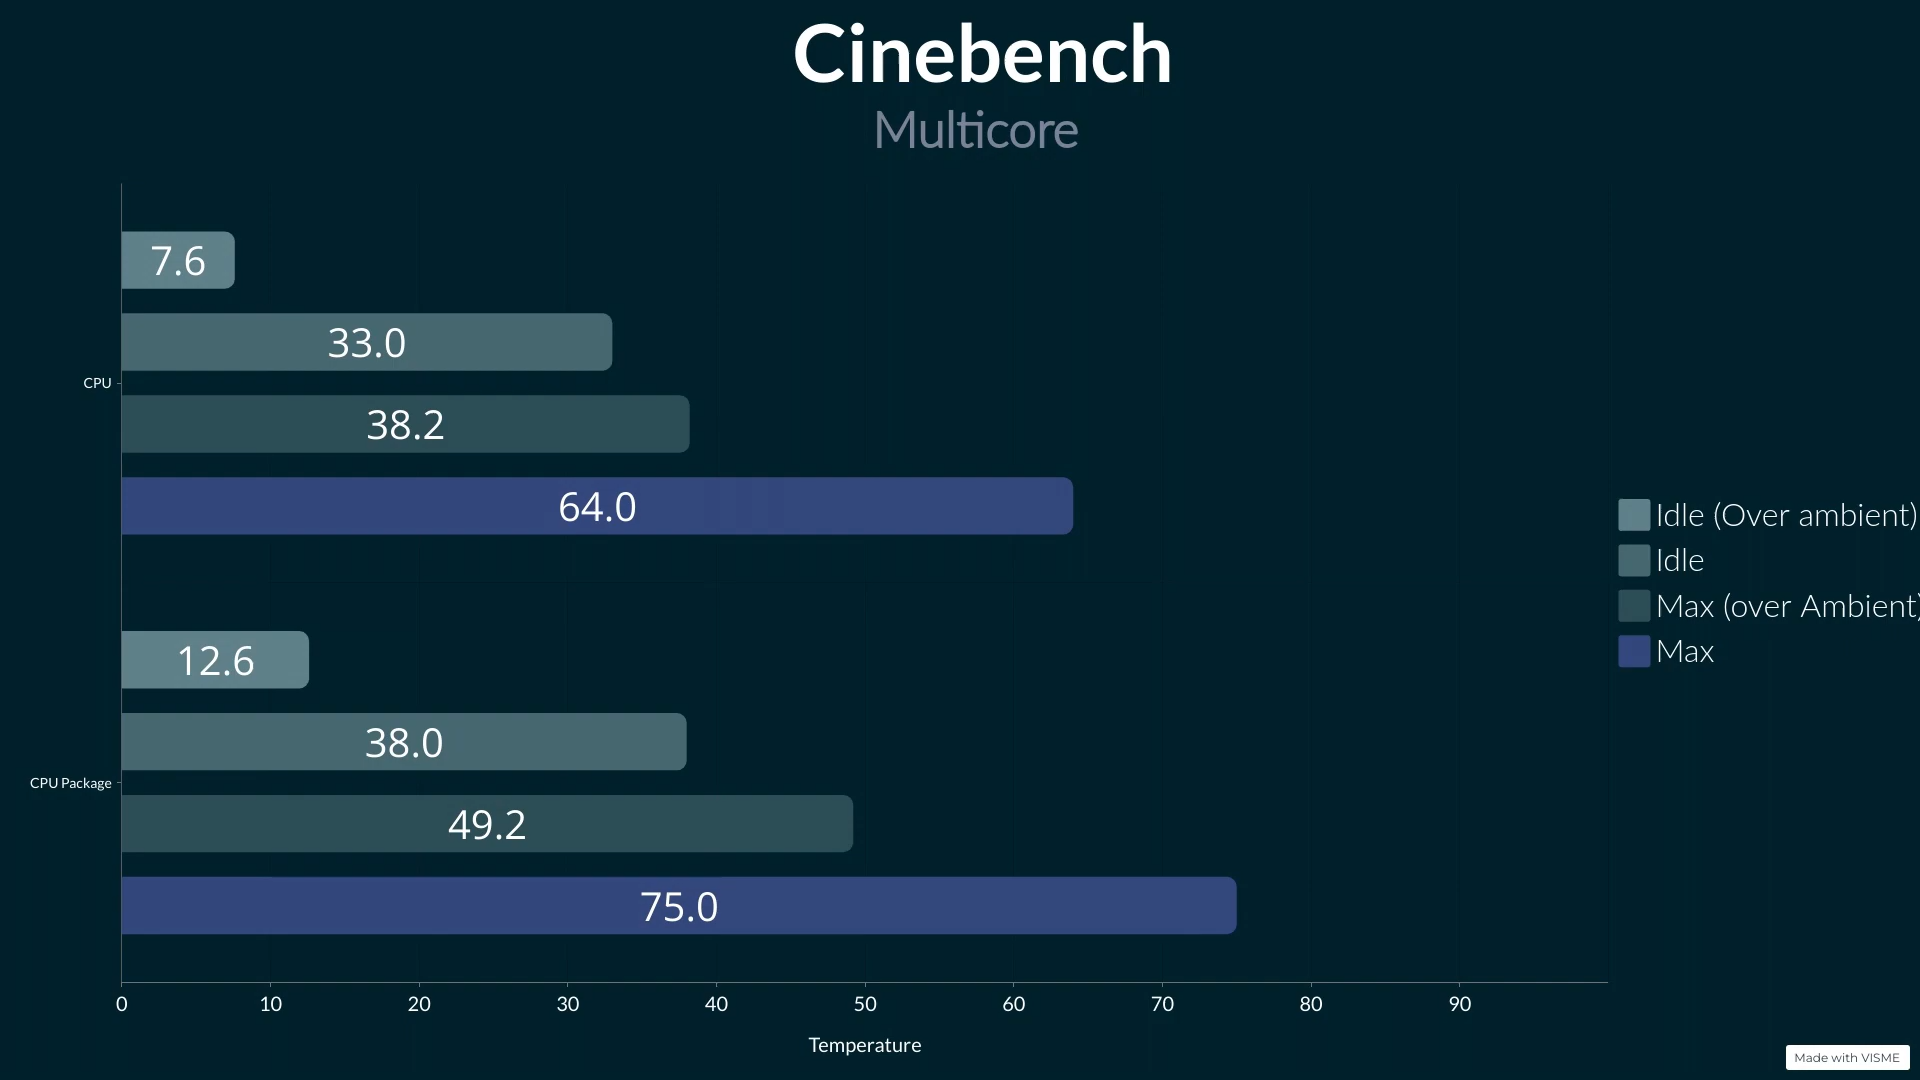 Cinebench
Multicore
7.6
33.0
CPU
38.2
64.0
12.6
38.0
CPU Package
49.2
75.0
Idle (Over ambient)
Idle
Max (over Ambient)
Max
0 10 20 30 40 50 60 70 80 90
Temperature
Made with VISME